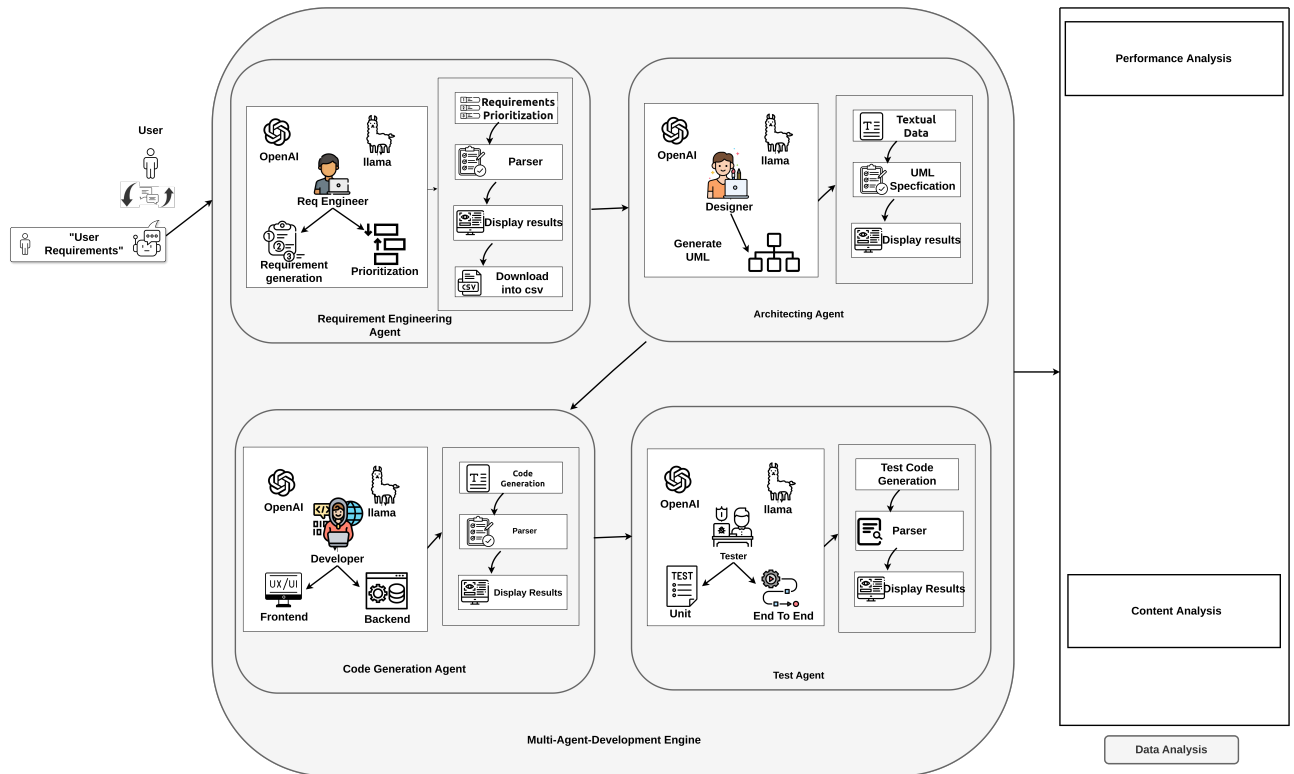 User
"User
Requirements"
OpenAI
llama
Req Engineer
Requirement
generation
Prioritization
Requirements
Prioritization
Parser
Display results
CSV
Download
into csv
Requirement Engineering
Agent
OpenAI
llama
Designer
Generate
UML
Textual
Data
UML
Specfication
Display results
Architecting Agent
OpenAI
llama
Developer
UX/UI
Frontend
Backend
Code
Generation
Parser
Display Results
Code Generation Agent
OpenAI
llama
Tester
TEST
Unit
End To End
Test Code
Generation
Parser
Display Results
Test Agent
Multi-Agent-Development Engine
Performance Analysis
Content Analysis
Data Analysis